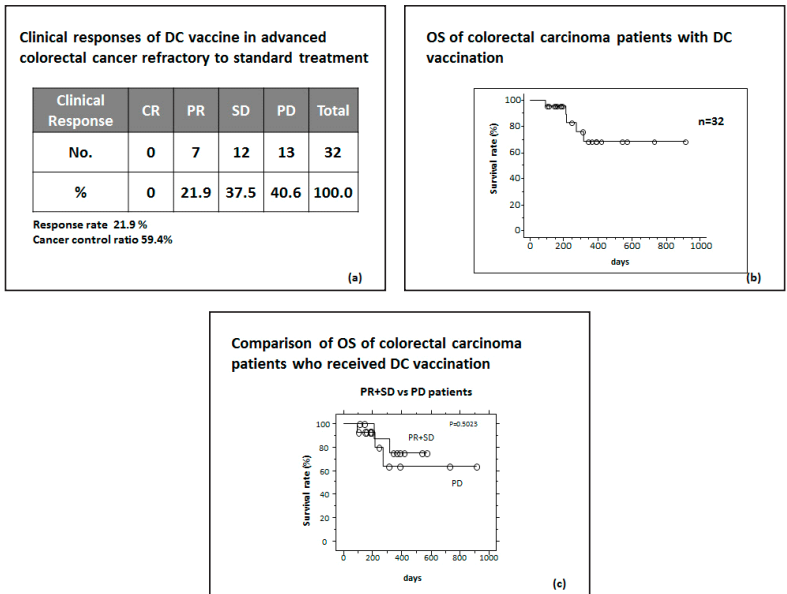 Clinical responses of DC vaccine in advanced
colorectal cancer refractory to standard treatment
Clinical Response CR PR SD PD Total
No. 0 7 12 13 32
% 0 21.9 37.5 40.6 100.0
Response rate 21.9 %
Cancer control ratio 59.4%
(a)
OS of colorectal carcinoma patients with DC
vaccination
n=32
Survival rate (%)
100
80
60
40
20
0
0 200 400 600 800 1000
days
(b)
Comparison of OS of colorectal carcinoma
patients who received DC vaccination
PR+SD vs PD patients
P=0.5023
PR+SD
PD
Survival rate (%)
100
80
60
40
20
0
0 200 400 600 800 1000
days
(c)